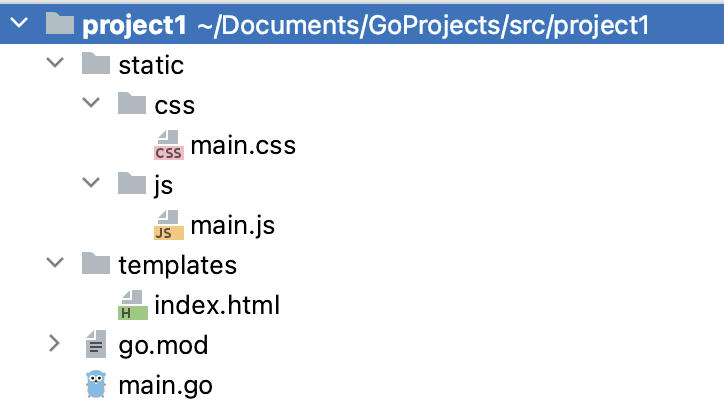 project1 ~/Documents/GoProjects/src/project1
static
css
CSS main.css
js
JS main.js
templates
H index.html
go.mod
main.go